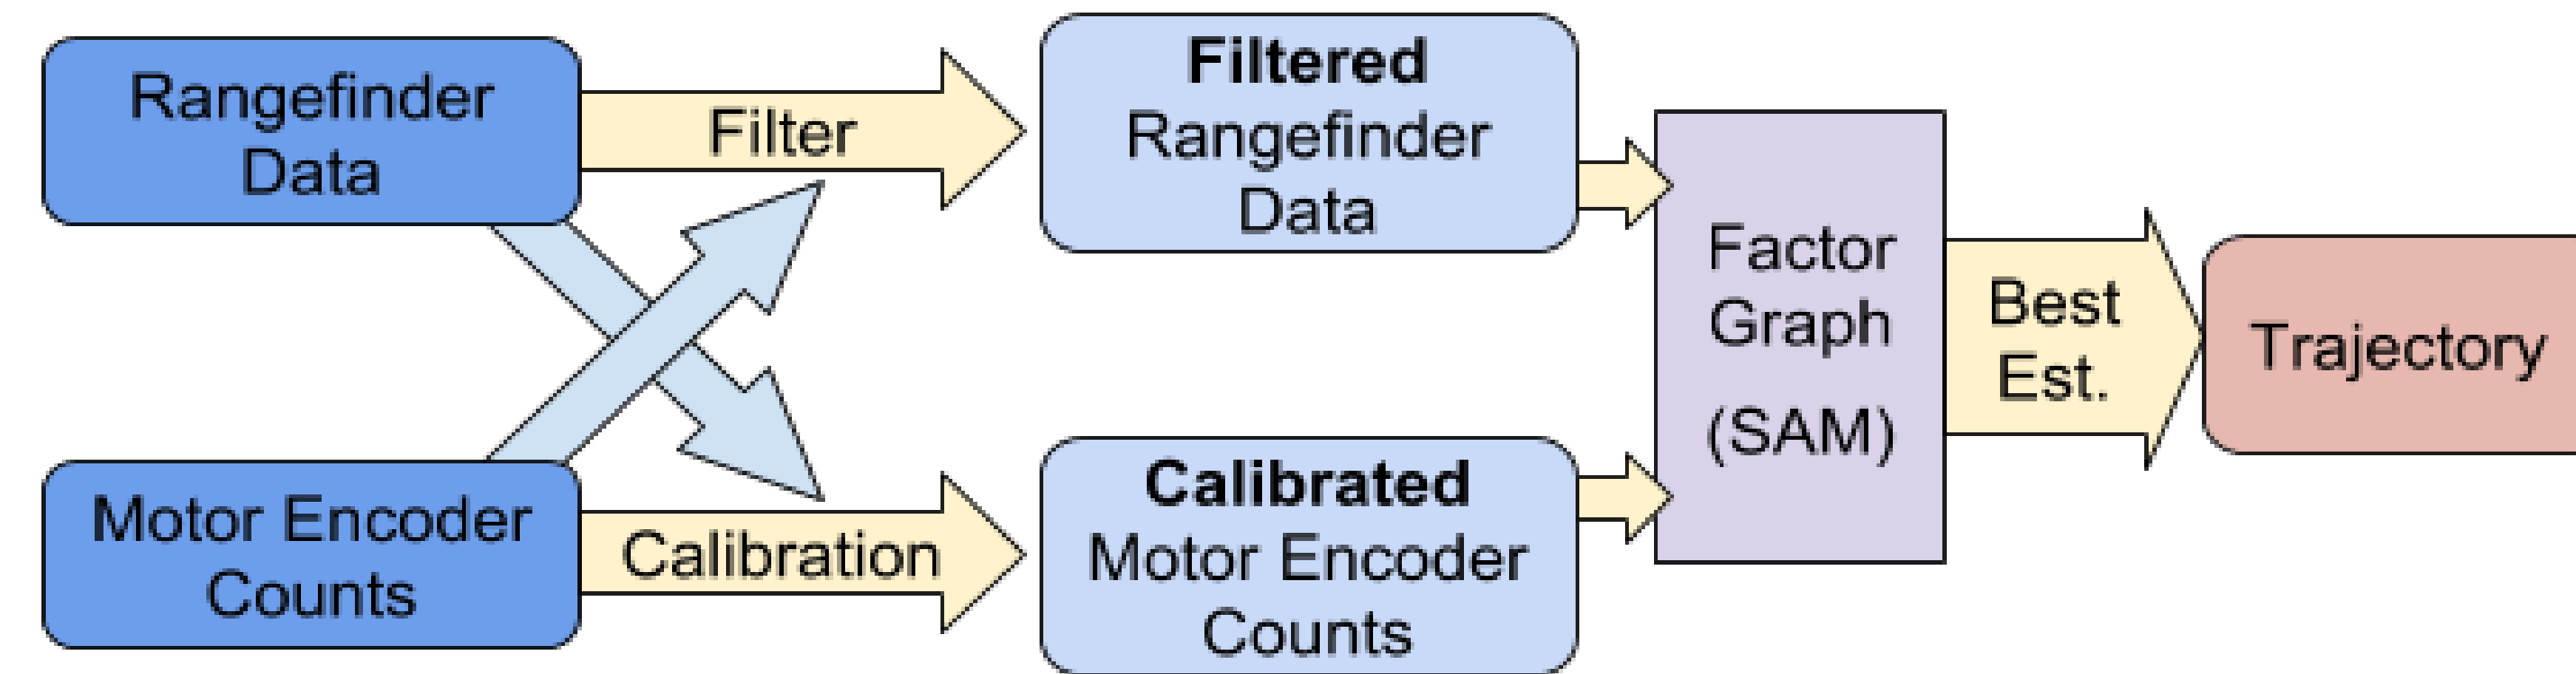 Rangefinder
Data
Filter
Filtered
Rangefinder
Data
Motor Encoder
Counts
Calibration
Calibrated
Motor Encoder
Counts
Factor
Graph
(SAM)
Best
Est.
Trajectory